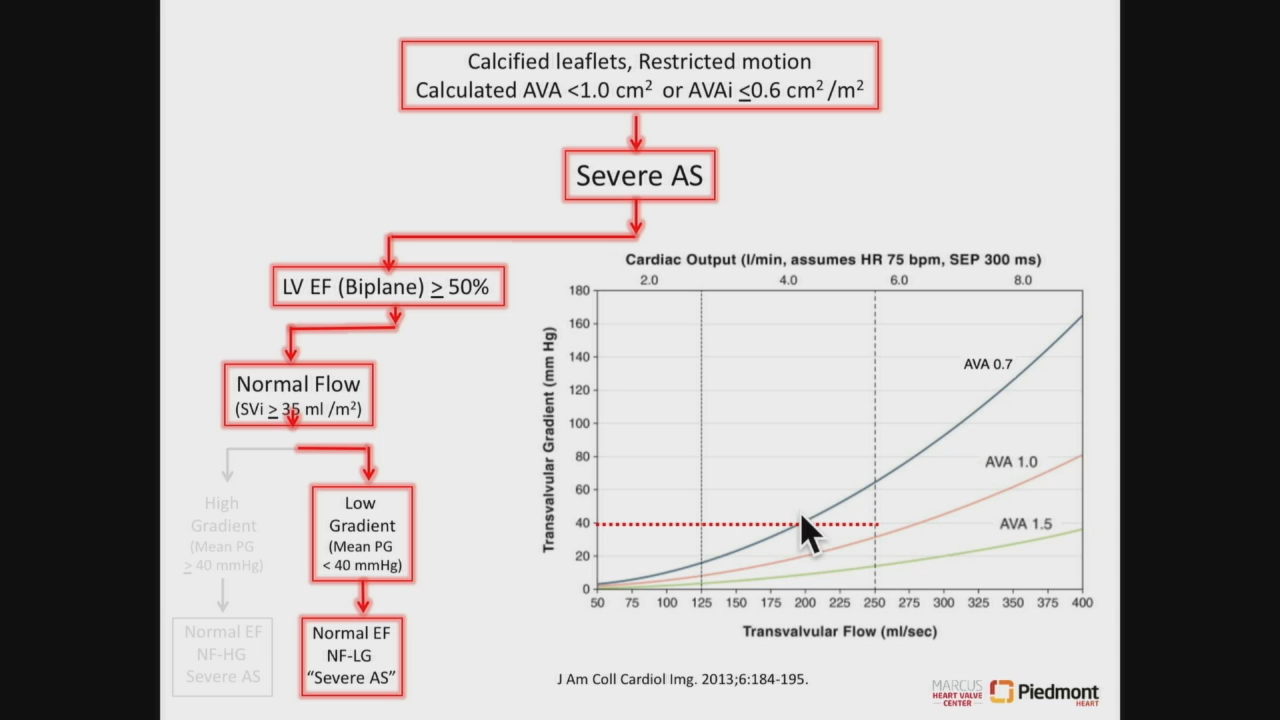 Calcified leaflets, Restricted motion
Calculated AVA <1.0 cm² or AVAi ≤0.6 cm²/m²
Severe AS
LV EF (Biplane) ≥ 50%
Normal Flow
(SVi ≥ 35 ml /m²)
High
Gradient
(Mean PG
≥ 40 mmHg)
Low
Gradient
(Mean PG
< 40 mmHg)
Normal EF
NF-HG
Severe AS
Normal EF
NF-LG
“Severe AS”
Cardiac Output (l/min, assumes HR 75 bpm, SEP 300 ms)
2.0 4.0 6.0 8.0
Transvalvular Gradient (mm Hg)
180
160
140
120
100
80
60
40
20
0
AVA 0.7
AVA 1.0
AVA 1.5
50 75 100 125 150 175 200 225 250 275 300 325 350 375 400
Transvalvular Flow (ml/sec)
J Am Coll Cardiol Img. 2013;6:184-195.
MARCUS
HEART VALVE
CENTER
Piedmont
HEART